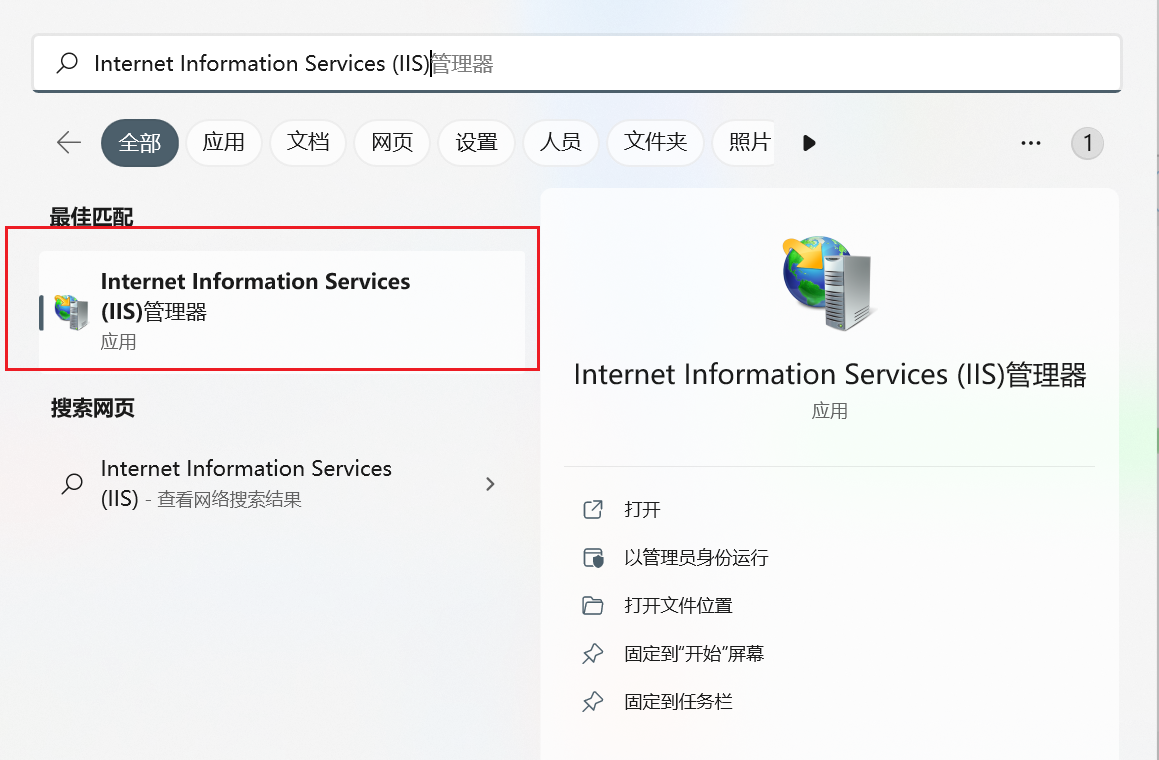 Internet Information Services (IIS)管理器
全部 应用 文档 网页 设置 人员 文件夹 照片 ... 1
最佳匹配
Internet Information Services
(IIS)管理器
应用
搜索网页
Internet Information Services
(IIS) - 查看网络搜索结果
Internet Information Services (IIS)管理器
应用
打开
以管理员身份运行
打开文件位置
固定到“开始”屏幕
固定到任务栏